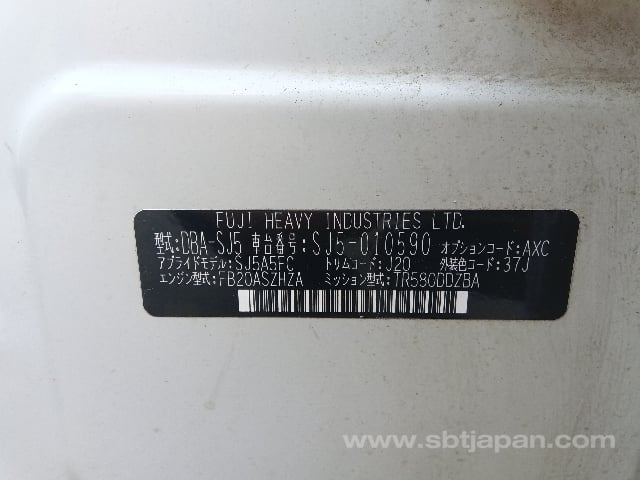 FUJI HEAVY INDUSTRIES LTD.
型式:DBA-SJ5 車台番号:SJ5-010590 オプションコード:AXC
アプライドモデル:SJ5A5FC トリムコード:J20 外装色コード:37J
エンジン型式:FB20ASZHZA ミッション型式:TR580DDZBA
www.sbtjapan.com